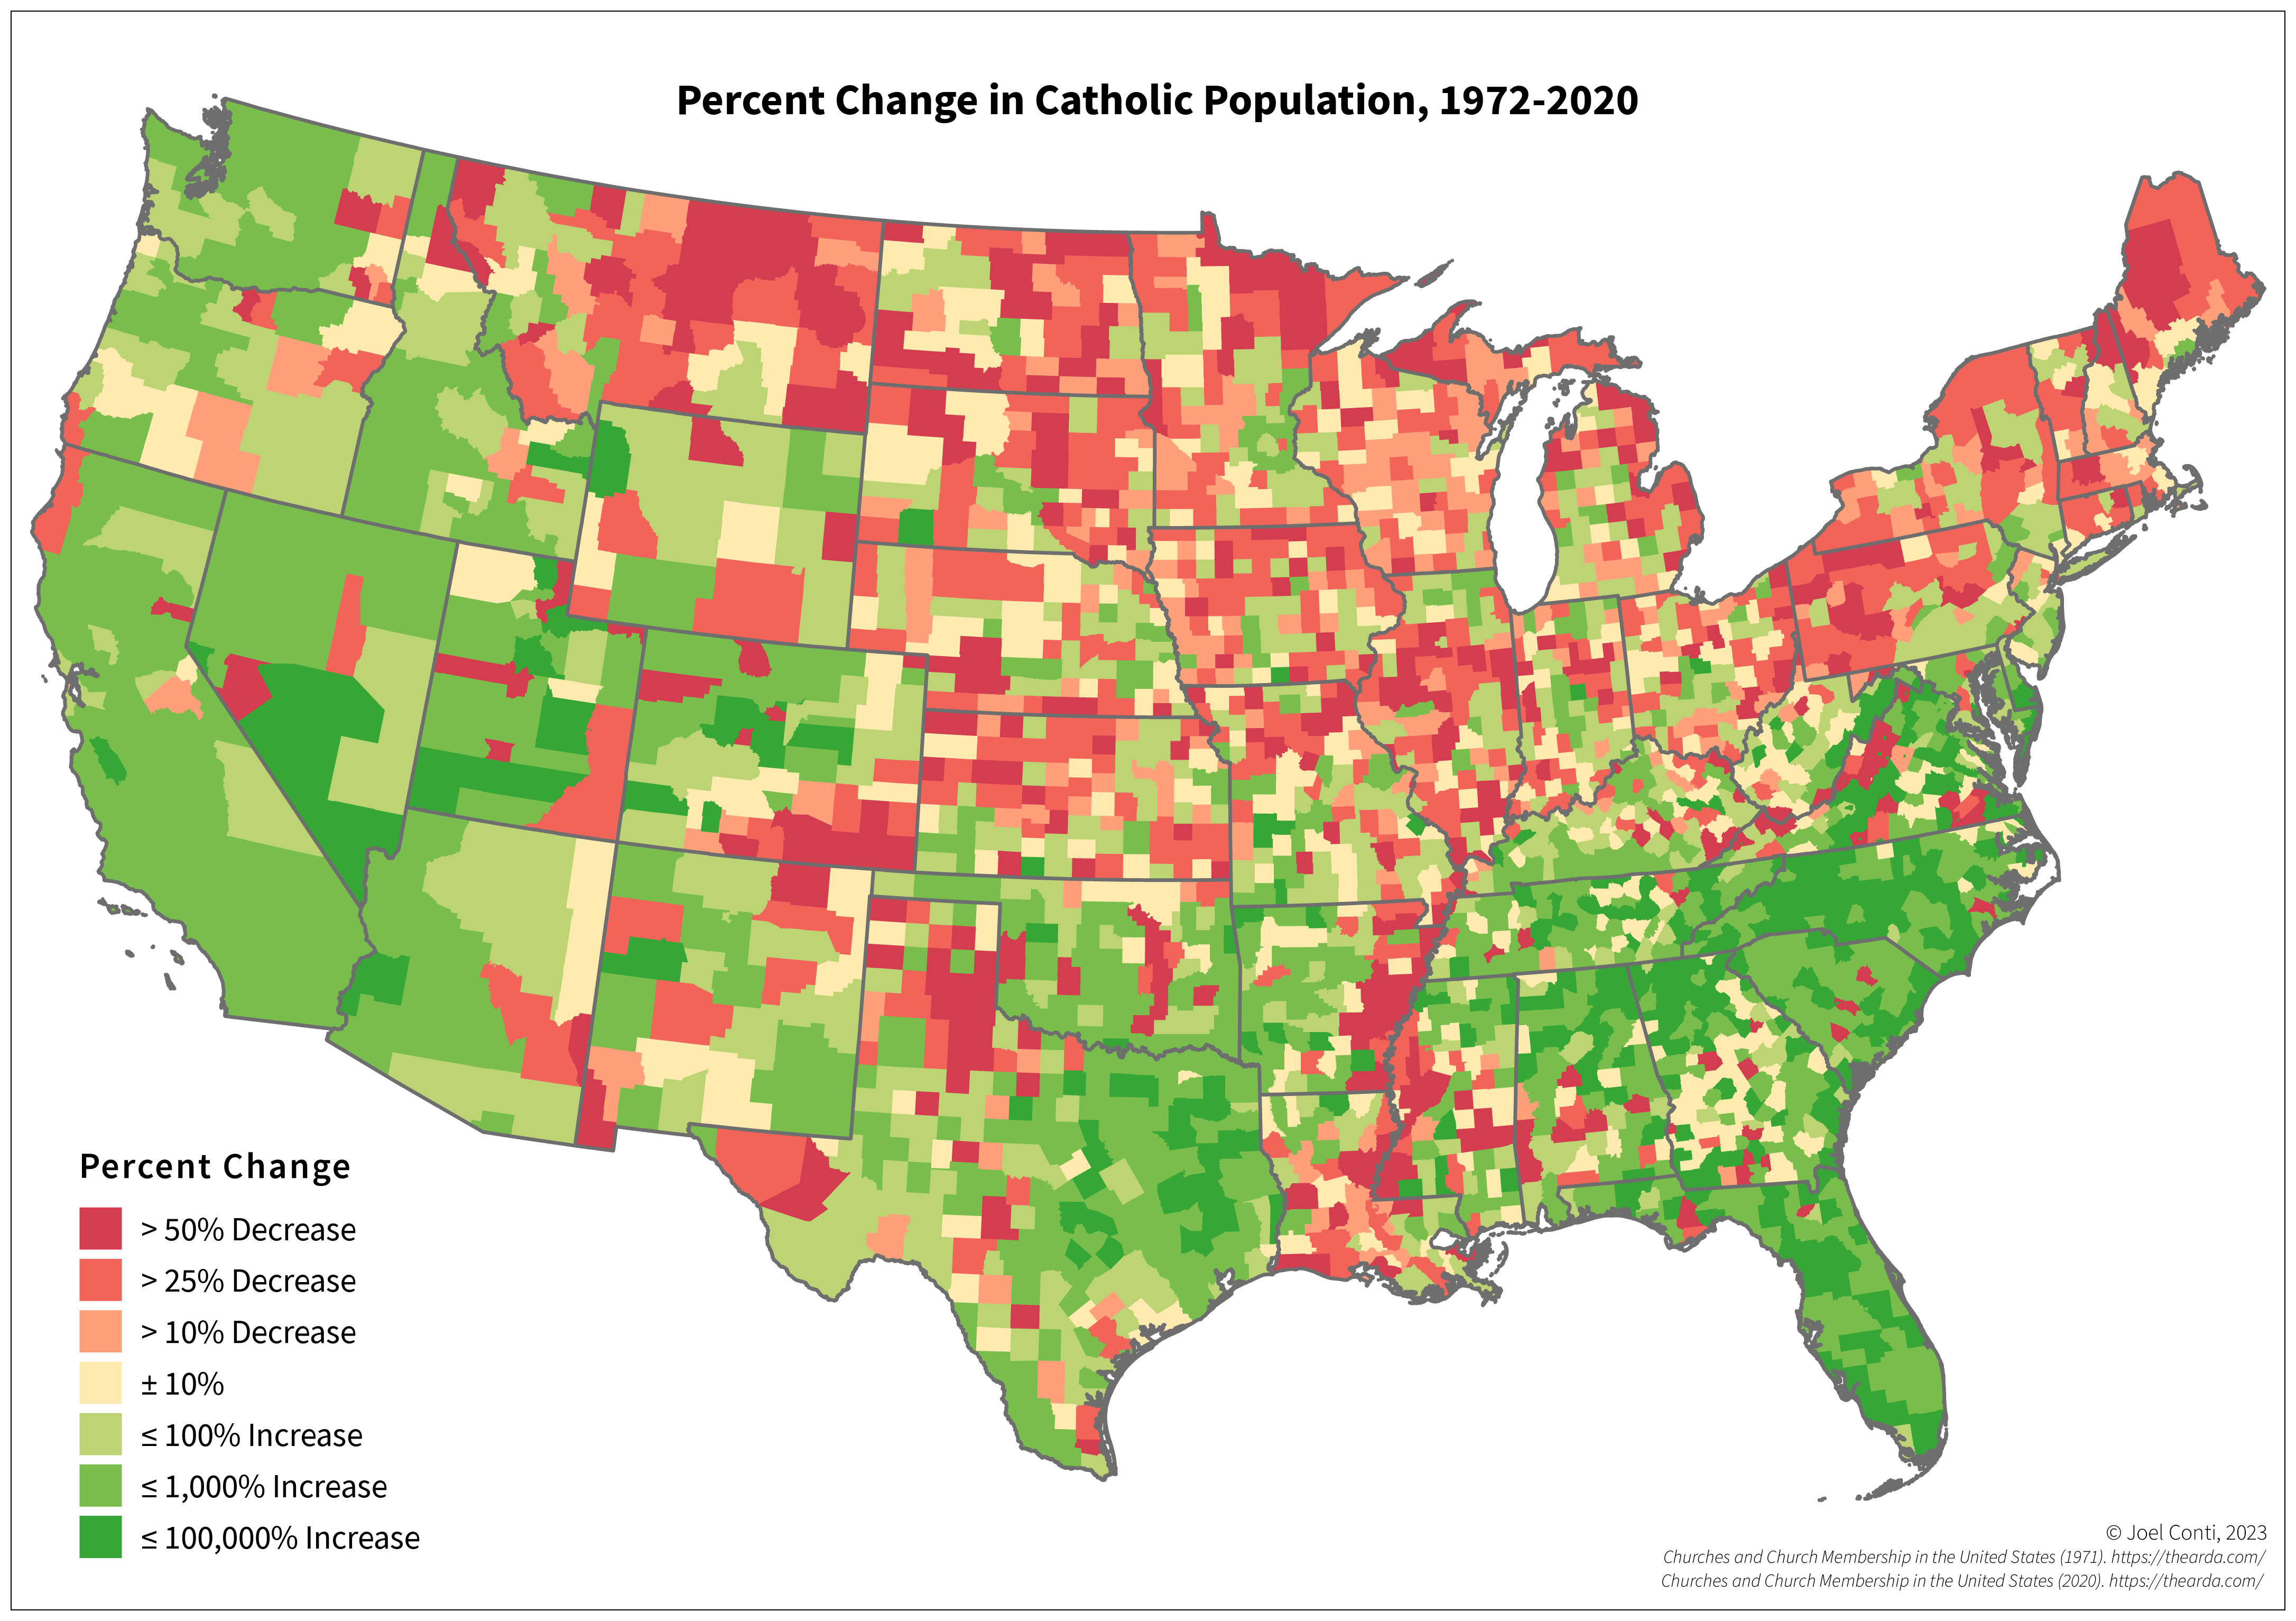 Percent Change in Catholic Population, 1972-2020
Percent Change
> 50% Decrease
> 25% Decrease
> 10% Decrease
± 10%
≤ 100% Increase
≤ 1,000% Increase
≤ 100,000% Increase
© Joel Conti, 2023
Churches and Church Membership in the United States (1971). https://thearda.com/
Churches and Church Membership in the United States (2020). https://thearda.com/